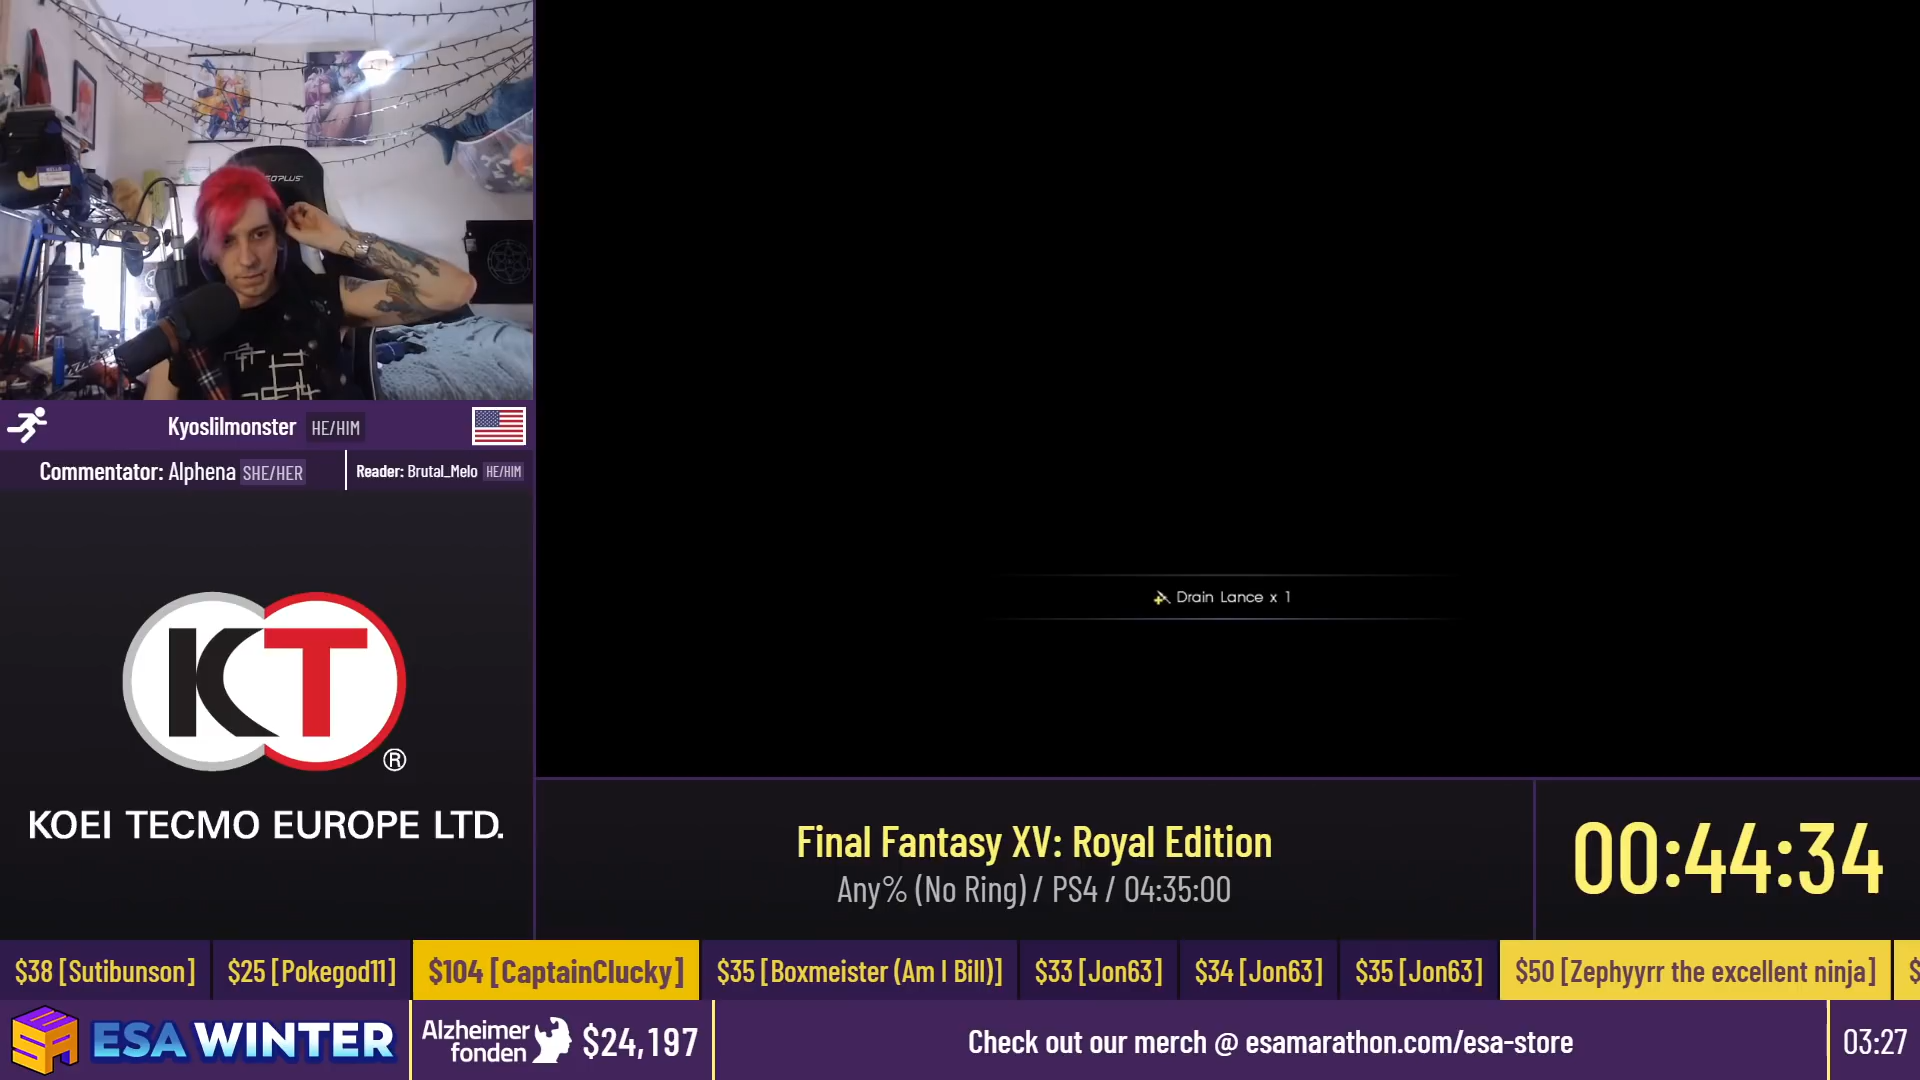 Drain Lance x 1
Kyoslilmonster HE/HIM
Commentator: Alphena SHE/HER
Reader: Brutal_Melo HE/HIM
KT
®
KOEI TECMO EUROPE LTD.
Final Fantasy XV: Royal Edition
Any% (No Ring) / PS4 / 04:35:00
00:44:34
$38 [Sutibunson] $25 [Pokegod11] $104 [CaptainClucky] $35 [Boxmeister (Am I Bill)] $33 [Jon63] $34 [Jon63] $35 [Jon63] $50 [Zephyyrr the excellent ninja] $
ESA WINTER
Alzheimer
fonden
$24,197
Check out our merch @ esamarathon.com/esa-store
03:27